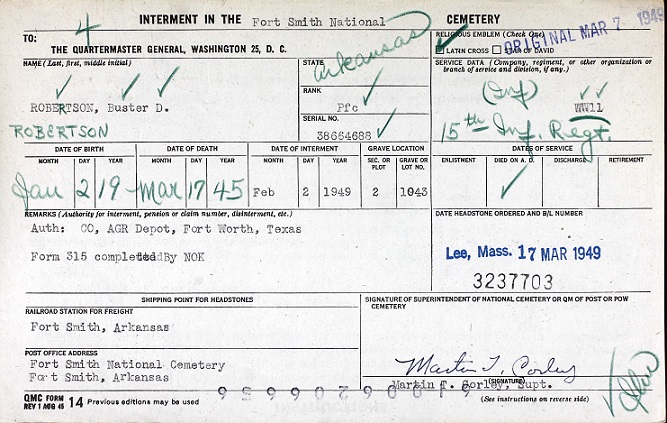 4
INTERMENT IN THE Fort Smith National CEMETERY
TO:
THE QUARTERMASTER GENERAL, WASHINGTON 25, D. C.
RELIGIOUS EMBLEM (Check One)
LATIN CROSS STAR OF DAVID
ORIGINAL MAR 7 1949
NAME (Last, first, middle initial)
ROBERTSON, Buster D.
ROBERTSON
STATE
arkansas
RANK
Pfc
SERIAL NO.
38664688
SERVICE DATA (Company, regiment, or other organization or branch of service and division, if any.)
(Inf) WW11
15th Inf. Regt.
DATE OF BIRTH DATE OF DEATH DATE OF INTERMENT GRAVE LOCATION DATES OF SERVICE
MONTH DAY YEAR MONTH DAY YEAR MONTH DAY YEAR SEC. OR PLOT GRAVE OR LOT NO. ENLISTMENT DIED ON A. D. DISCHARGE RETIREMENT
Jan 2 19- Mar 17 45 Feb 2 1949 2 1043
REMARKS (Authority for interment, pension or claim number, disinterment, etc.)
Auth: CO, AGR Depot, Fort Worth, Texas
Form 315 completed By NOK
DATE HEADSTONE ORDERED AND B/L NUMBER
Lee, Mass. 17 MAR 1949
3237703
SHIPPING POINT FOR HEADSTONES
RAILROAD STATION FOR FREIGHT
Fort Smith, Arkansas
POST OFFICE ADDRESS
Fort Smith National Cemetery
Fort Smith, Arkansas
SIGNATURE OF SUPERINTENDENT OF NATIONAL CEMETERY OR QM OF POST OR POW CEMETERY
Martin T. Corley
Martin T. Corley, Supt.
(SIGNATURE)
QMC FORM
REV 1 AUG 45 14 Previous editions may be used
(See instructions on reverse side)